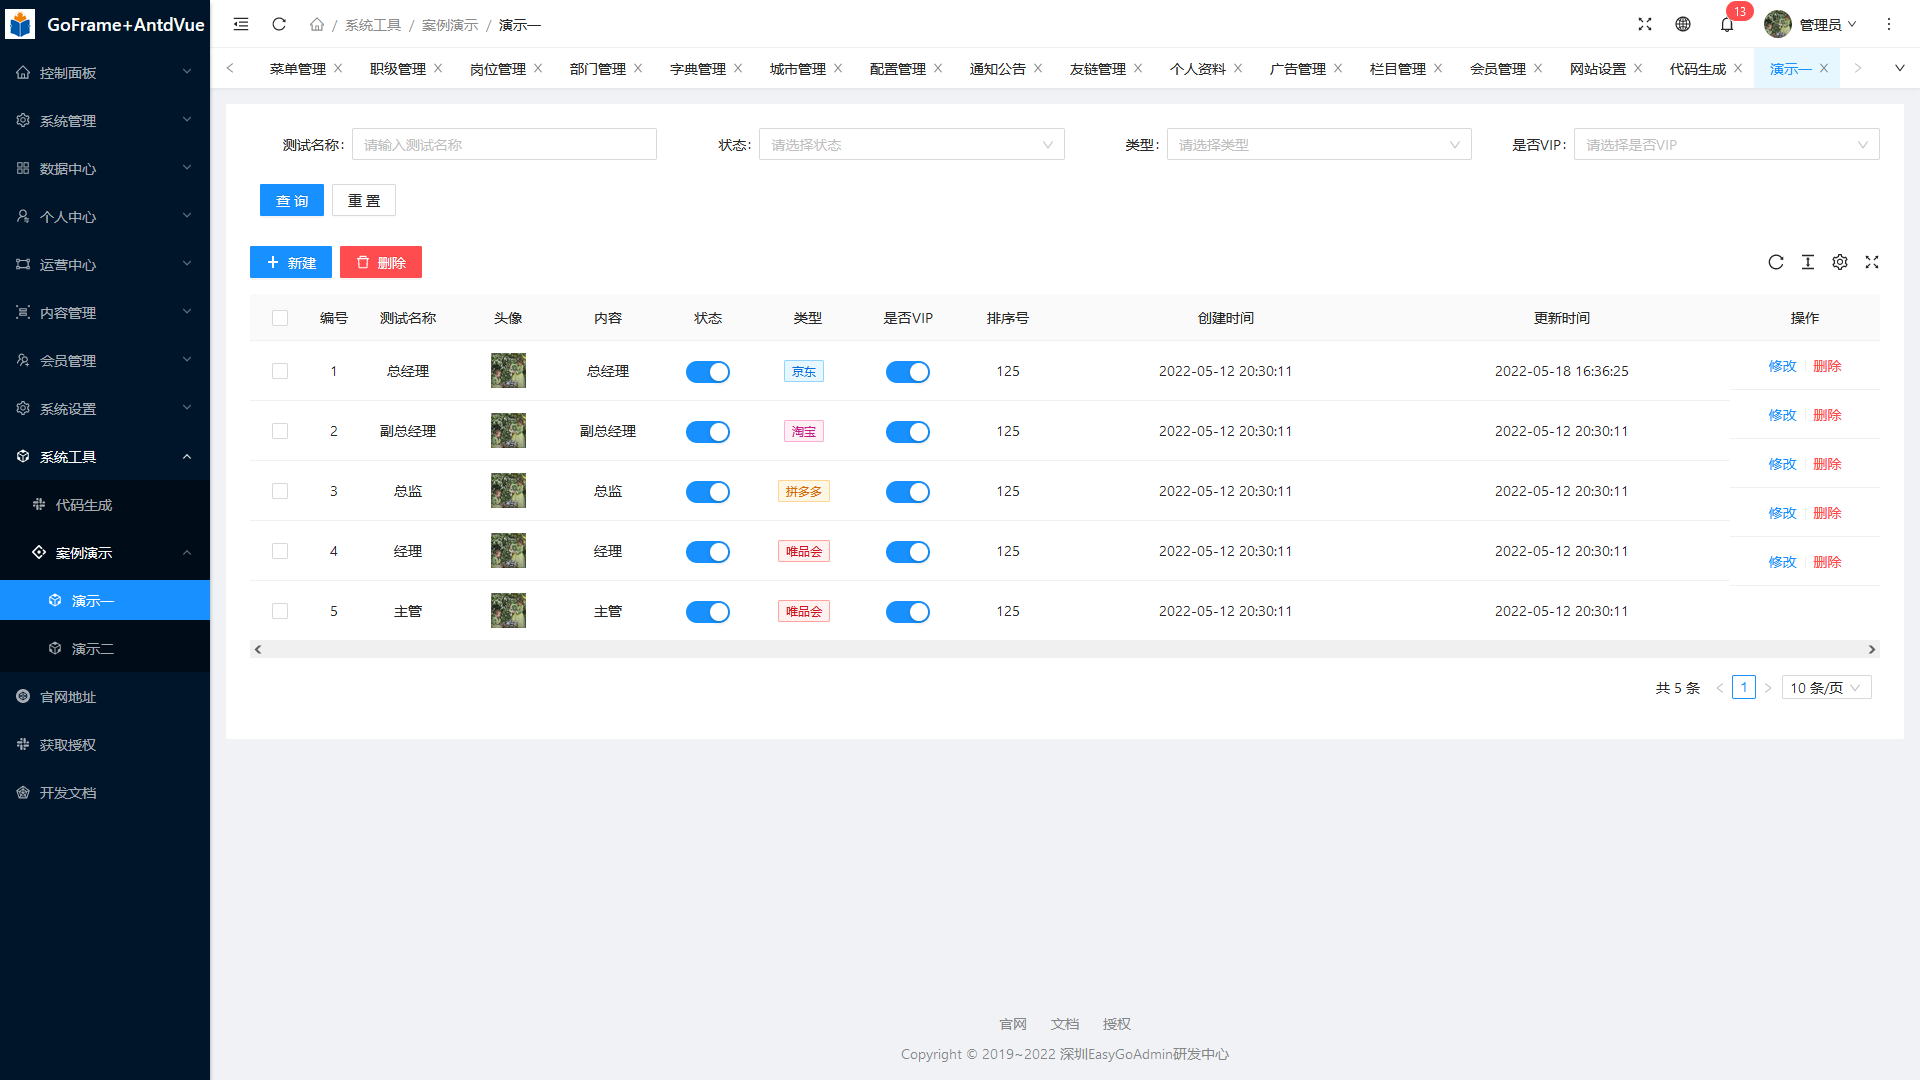 GoFrame+AntdVue
控制面板
系统管理
数据中心
个人中心
运营中心
内容管理
会员管理
系统设置
系统工具
代码生成
案例演示
演示一
演示二
官网地址
获取授权
开发文档
/ 系统工具 / 案例演示 / 演示一
13
管理员
菜单管理 职级管理 岗位管理 部门管理 字典管理 城市管理 配置管理 通知公告 友链管理 个人资料 广告管理 栏目管理 会员管理 网站设置 代码生成 演示一
测试名称: 请输入测试名称 状态: 请选择状态 类型: 请选择类型 是否VIP: 请选择是否VIP
查 询 重 置
新建 删除
编号 测试名称 头像 内容 状态 类型 是否VIP 排序号 创建时间 更新时间 操作
1 总经理 总经理 京东 125 2022-05-12 20:30:11 2022-05-18 16:36:25 修改 删除
2 副总经理 副总经理 淘宝 125 2022-05-12 20:30:11 2022-05-12 20:30:11 修改 删除
3 总监 总监 拼多多 125 2022-05-12 20:30:11 2022-05-12 20:30:11 修改 删除
4 经理 经理 唯品会 125 2022-05-12 20:30:11 2022-05-12 20:30:11 修改 删除
5 主管 主管 唯品会 125 2022-05-12 20:30:11 2022-05-12 20:30:11 修改 删除
共 5 条 1 10 条/页
官网 文档 授权
Copyright © 2019~2022 深圳EasyGoAdmin研发中心